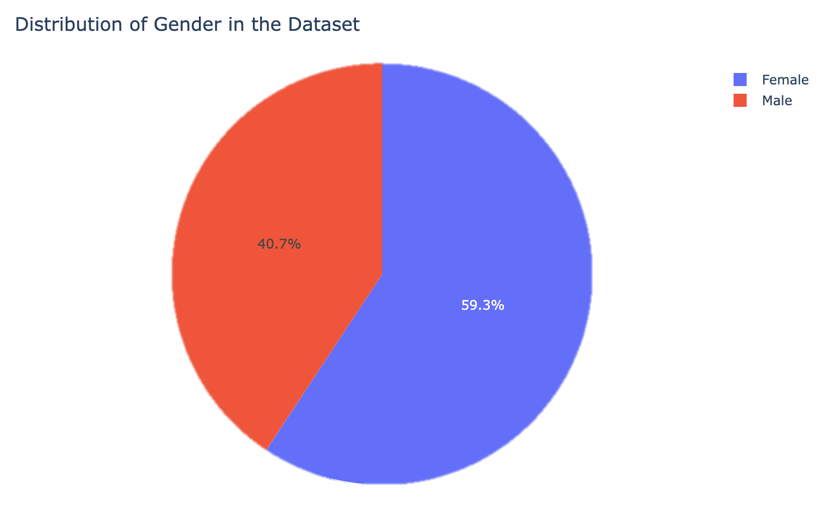 Distribution of Gender in the Dataset
Female
Male
40.7%
59.3%